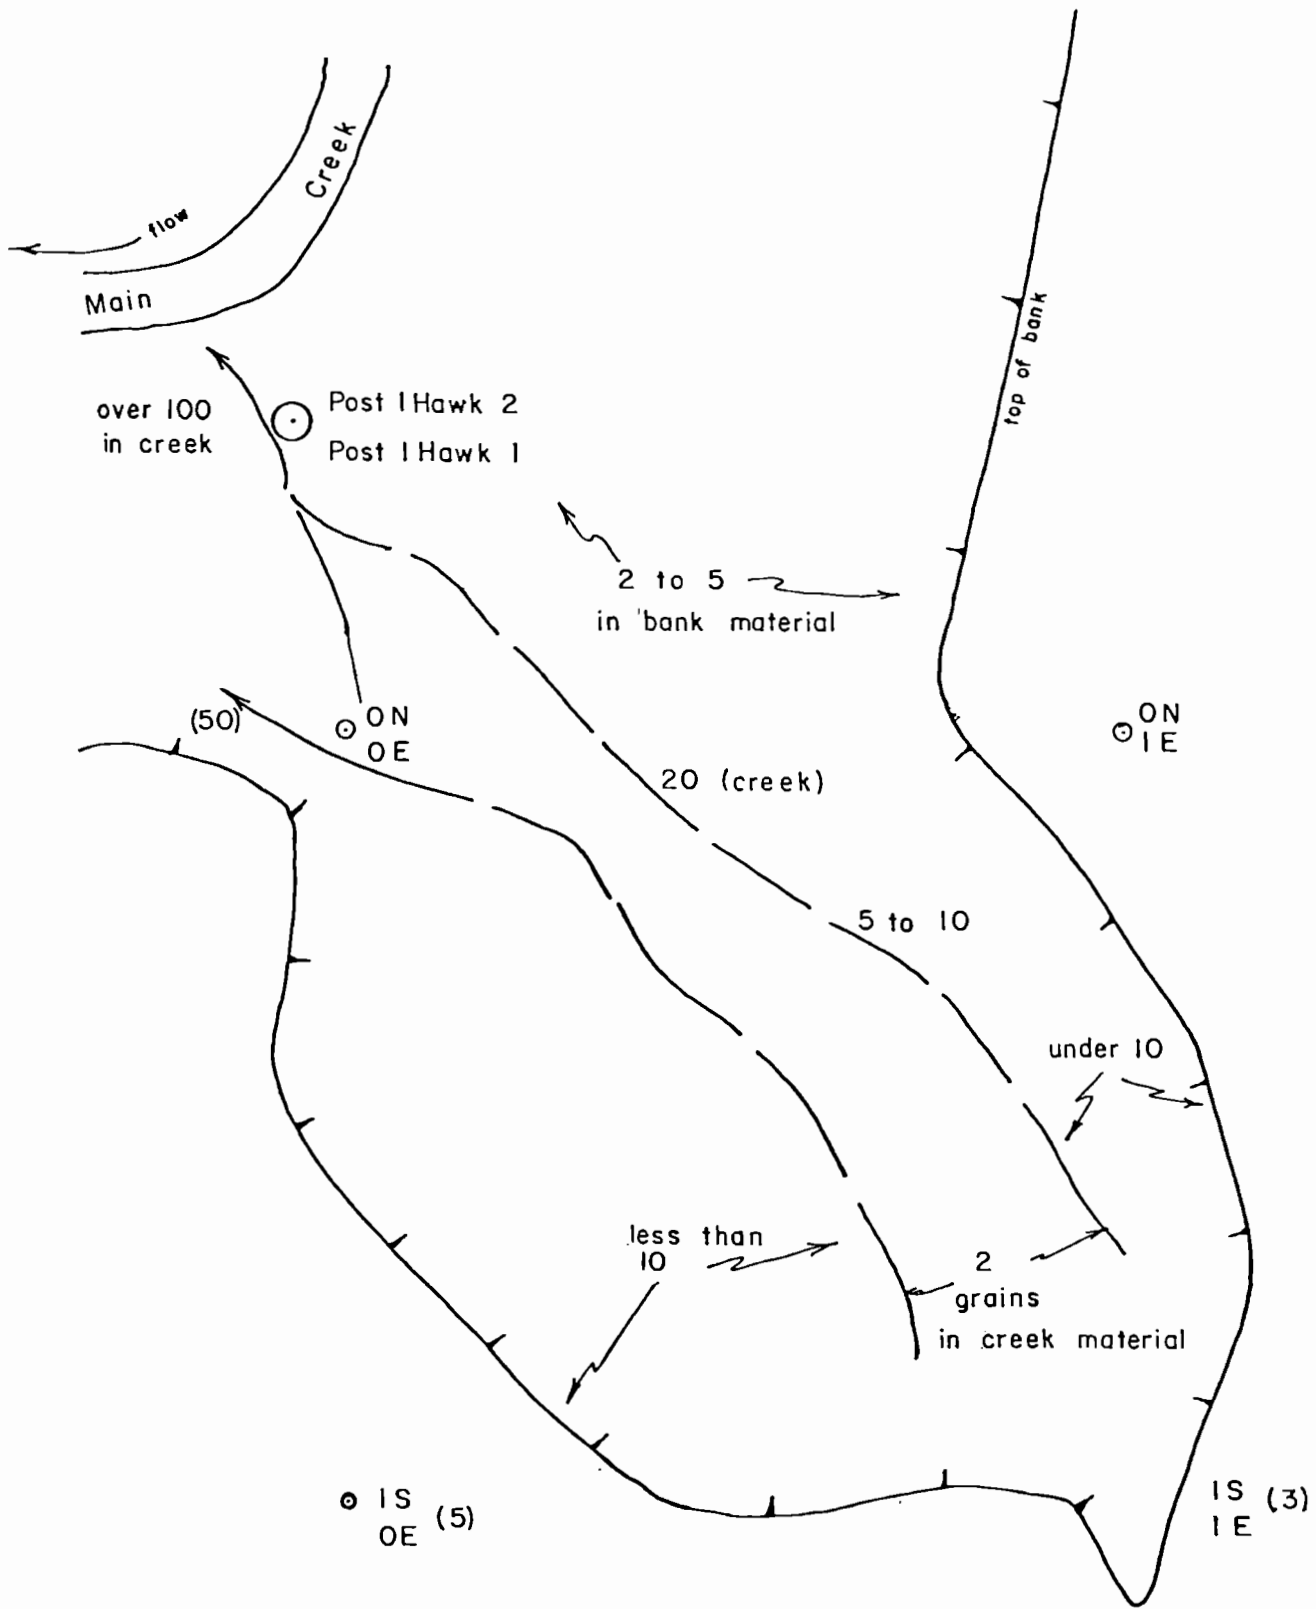 Creek
flow
Main
top of bank
over 100
in creek
Post 1 Hawk 2
Post 1 Hawk 1
2 to 5
in bank material
(50)
ON
OE
ON
1E
20 (creek)
5 to 10
under 10
less than
10
2
grains
in creek material
1S
OE
(5)
1S
1E
(3)